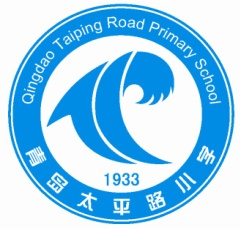 Qingdao Taiping Road Primary School
1933
青岛太平路小学